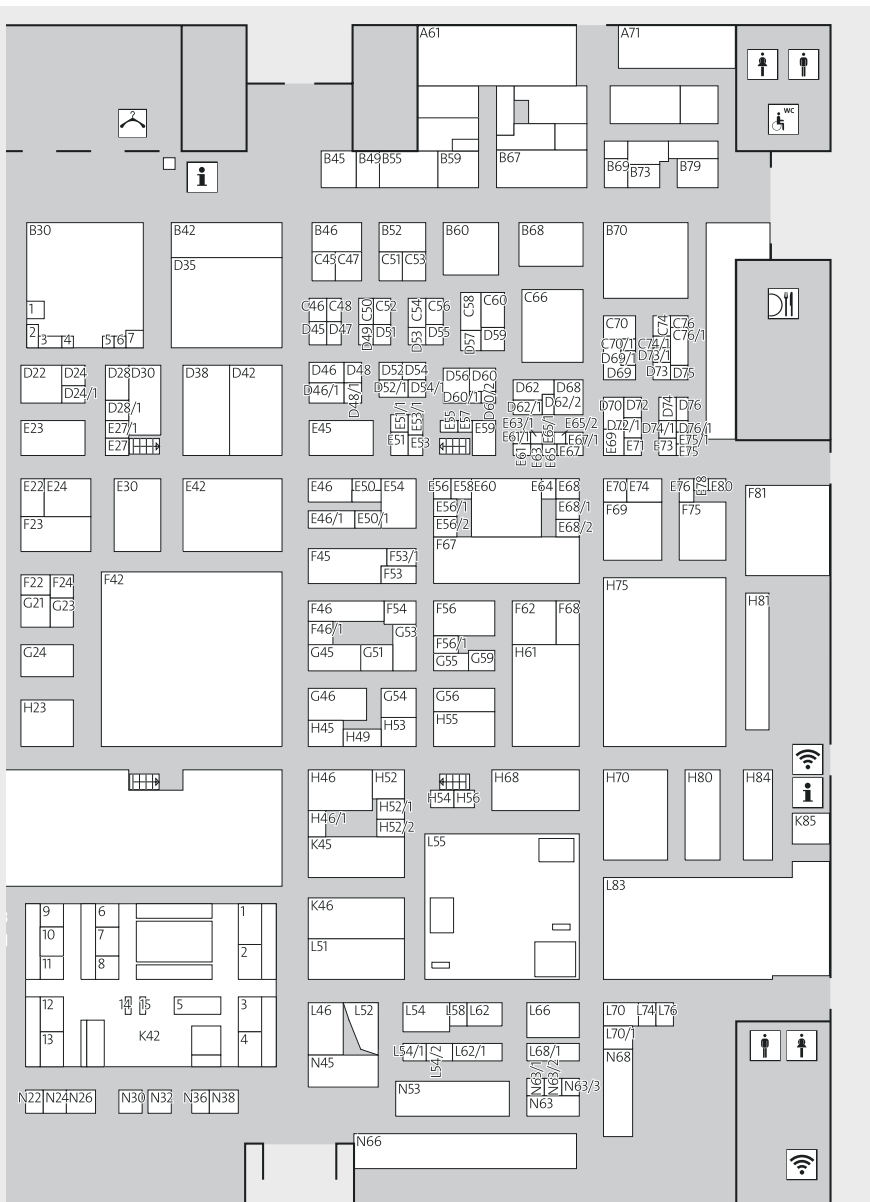 A61
A71
WC
i
B45 B49 B55 B59 B67 B69 B73 B79
B30 B42 B46 B52 B60 B68 B70
D35 C45 C47 C51 C53
C66
1
2 3 4 5 6 7
C46 C48 C50 C52 C54 C56 C58 C60
D45 D47 D49 D51 D53 D55 D57 D59
C70 C74 C76
C70/1 C74/1 C76/1
D69/1 D73/1
D69 D73 D75
D22 D24 D28 D30 D38 D42 D46 D48 D52 D54 D56 D60 D62 D68
D24/1 D46/1 D48/1 D52/1 D54/1 D60/1 D60/2 D62/1 D62/2
D28/1
D70 D72 D74 D76
D72/1 D74/1 D76/1
E23 E27/1 E45 E51/1 E53/1 E55 E57 E59 E63/1 E65/1 E65/2
E27 E51 E53 E61/1 E67/1
E61 E63 E65 E67
E69 E71 E73 E75/1
E75
E22 E24 E30 E42 E46 L50 E54 E56 E58 E60 E64 E68 E70 E74 E76 E78 E80
F23 E46/1 E50/1 E56/1 E68/1 F69 F75 F81
E56/2 E68/2
F67
F45 F53/1
F53
F22 F24 F42 H75
G21 G23
H81
F46 F54 F56 F62 F68
F46/1 G53 F56/1
G24 G45 G51 G55 G59 H61
H23 G46 G54 G56
H45 H49 H53 H55
H46 H52 H54 H56 H68 H70 H80 H84
H46/1 H52/1
H52/2
i
K85
K45 L55
L83
K46
L51
9 6 1
10 7
11 8 2
12 14 15 5 3
13 K42 4
L46 L52 L54 L58 L62 L66 L70 L74 L76
L70/1
N45 L54/1 L54/2 L62/1 L68/1 N68
N63/1 N63/2 N63/3
N22 N24 N26 N30 N32 N36 N38 N53 N63
N66